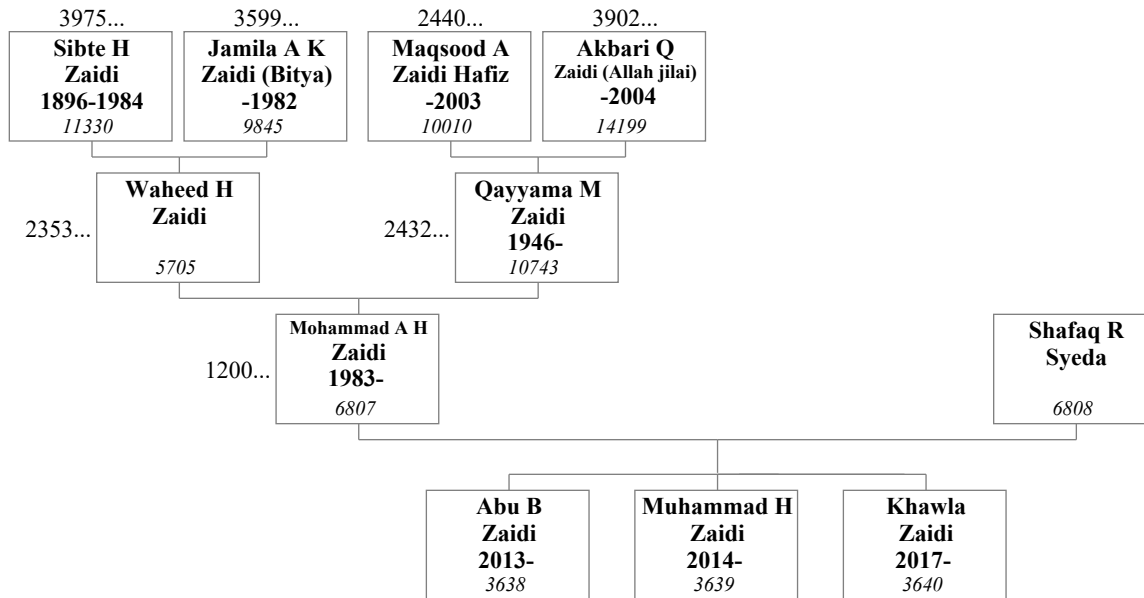 3975...
3599...
2440...
3902...
Sibte H
Zaidi
1896-1984
11330
Jamila A K
Zaidi (Bitya)
-1982
9845
Maqsood A
Zaidi Hafiz
-2003
10010
Akbari Q
Zaidi (Allah jilai)
-2004
14199
2353...
Waheed H
Zaidi
5705
2432...
Qayyama M
Zaidi
1946-
10743
1200...
Mohammad A H
Zaidi
1983-
6807
Shafaq R
Syeda
6808
Abu B
Zaidi
2013-
3638
Muhammad H
Zaidi
2014-
3639
Khawla
Zaidi
2017-
3640